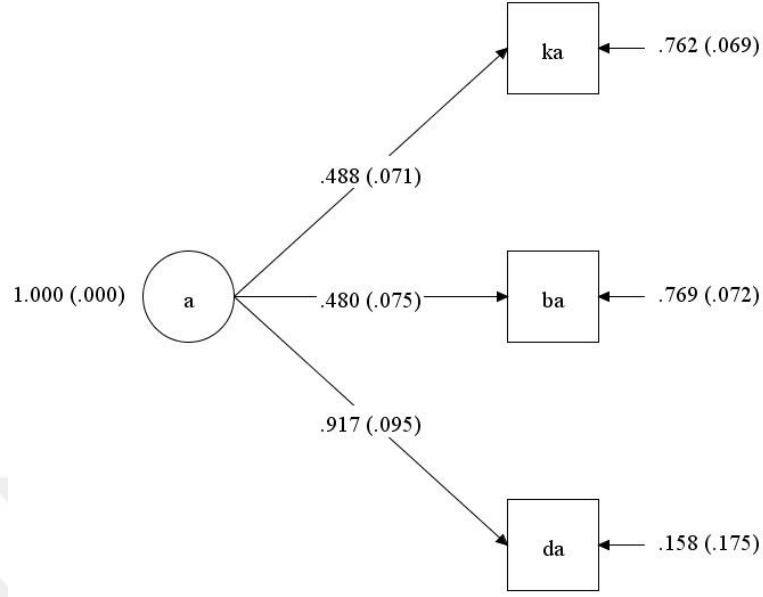 ka
.762 (.069)
.488 (.071)
1.000 (.000)
a
.480 (.075)
ba
.769 (.072)
.917 (.095)
da
.158 (.175)